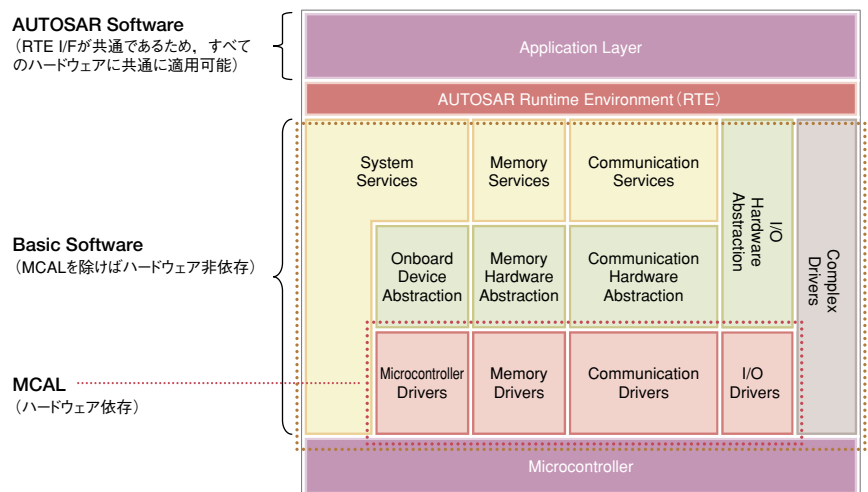 AUTOSAR Software
（RTE I/Fが共通であるため，すべて
のハードウェアに共通に適用可能）
Application Layer
AUTOSAR Runtime Environment（RTE）
Basic Software
（MCALを除けばハードウェア非依存）
System
Services
Memory
Services
Communication
Services
I/O
Hardware
Abstraction
Complex
Drivers
Onboard
Device
Abstraction
Memory
Hardware
Abstraction
Communication
Hardware
Abstraction
MCAL
（ハードウェア依存）
Microcontroller
Drivers
Memory
Drivers
Communication
Drivers
I/O
Drivers
Microcontroller